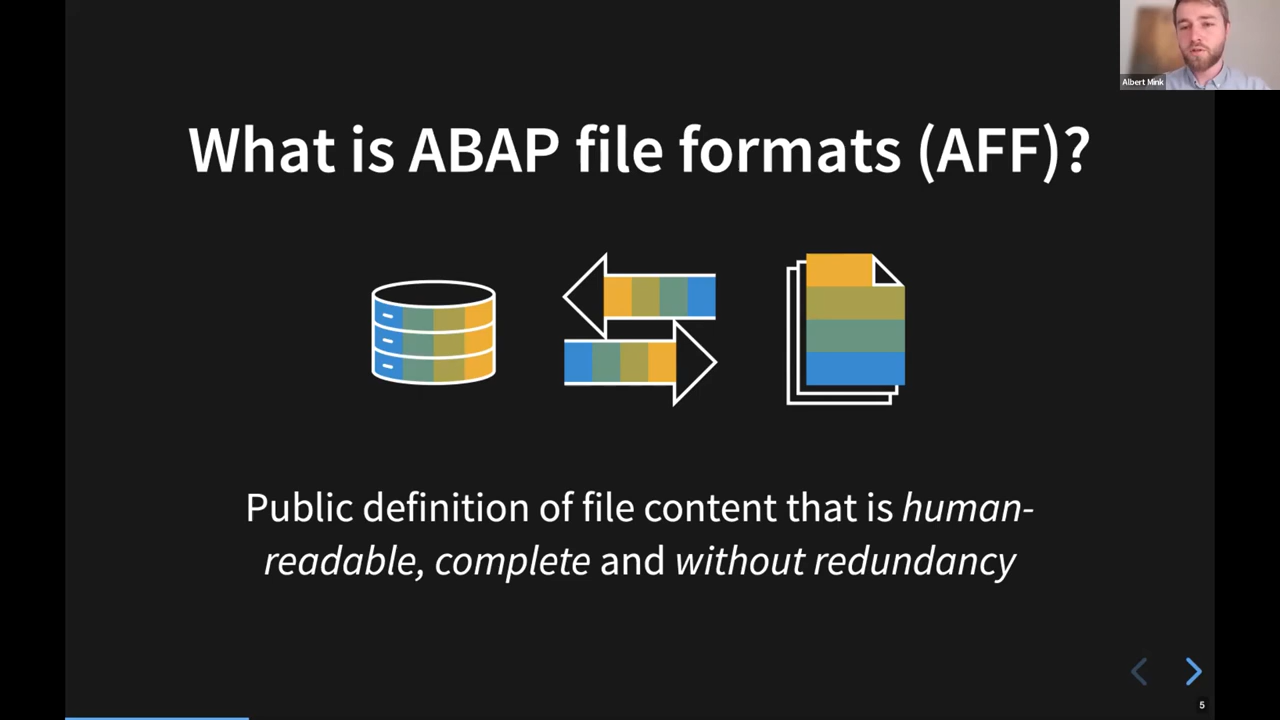 Albert Mink
What is ABAP file formats (AFF)?
Public definition of file content that is human-
readable, complete and without redundancy
5